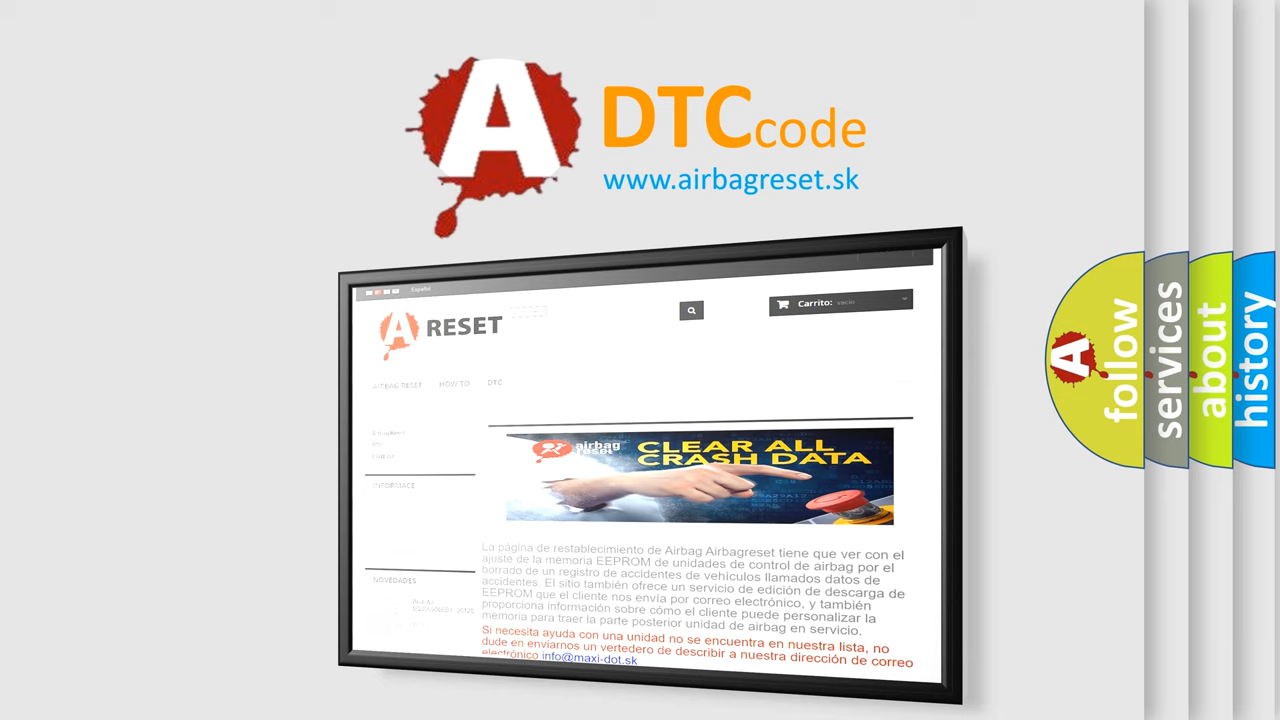 A
DTCcode
www.airbagreset.sk
Español
A RESET
Carrito: vacío
AIRBAG RESET HOW TO DTC
INFORMACE
airbag
reset
CLEAR ALL
CRASH DATA
NOVEDADES
La página de restablecimiento de Airbag Airbagreset tiene que ver con el
ajuste de la memoria EEPROM de unidades de control de airbag por el
borrado de un registro de accidentes de vehículos llamados datos de
accidentes. El sitio también ofrece un servicio de edición de descarga de
EEPROM que el cliente nos envía por correo electrónico, y también
proporciona información sobre cómo el cliente puede personalizar la
memoria para traer la parte posterior unidad de airbag en servicio.
Si necesita ayuda con una unidad no se encuentra en nuestra lista, no
dude en enviarnos un vertedero de describir a nuestra dirección de correo
electrónico info@maxi-dot.sk
A
follow
services
about
history